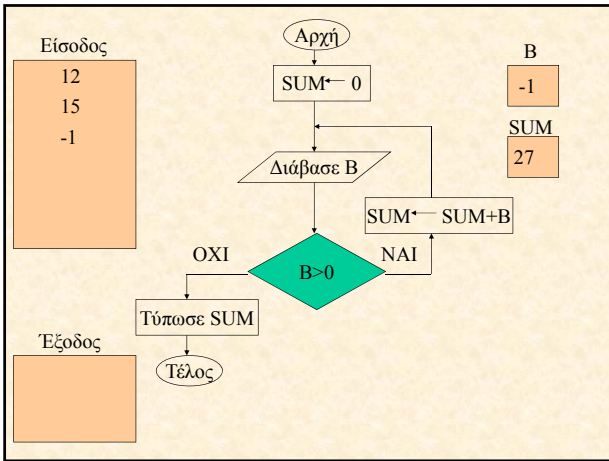 Είσοδος
12
15
-1
Αρχή
SUM← 0
Διάβασε B
SUM← SUM+B
B>0
ΟΧΙ
ΝΑΙ
Τύπωσε SUM
Τέλος
B
-1
SUM
27
Έξοδος